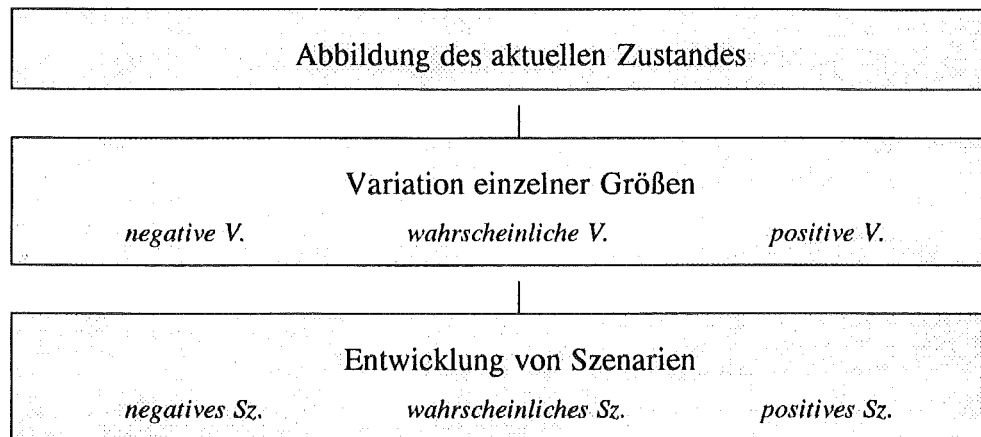 Abbildung des aktuellen Zustandes
Variation einzelner Größen
negative V. wahrscheinliche V. positive V.
Entwicklung von Szenarien
negatives Sz. wahrscheinliches Sz. positives Sz.